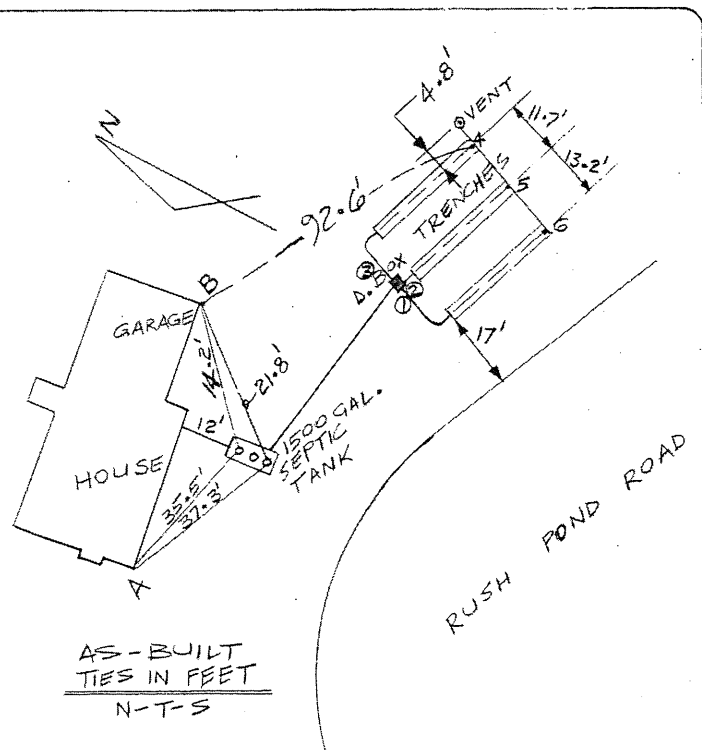 4.8'
VENT
11.7'
13.2'
N
4
TRENCHES
5
6
92.6'
D. BOX
3
1
2
17'
B
GARAGE
14.2'
21.8'
12'
1500 GAL.
SEPTIC
TANK
HOUSE
35.5'
37.3'
A
RUSH POND ROAD
AS-BUILT
TIES IN FEET
N-T-S